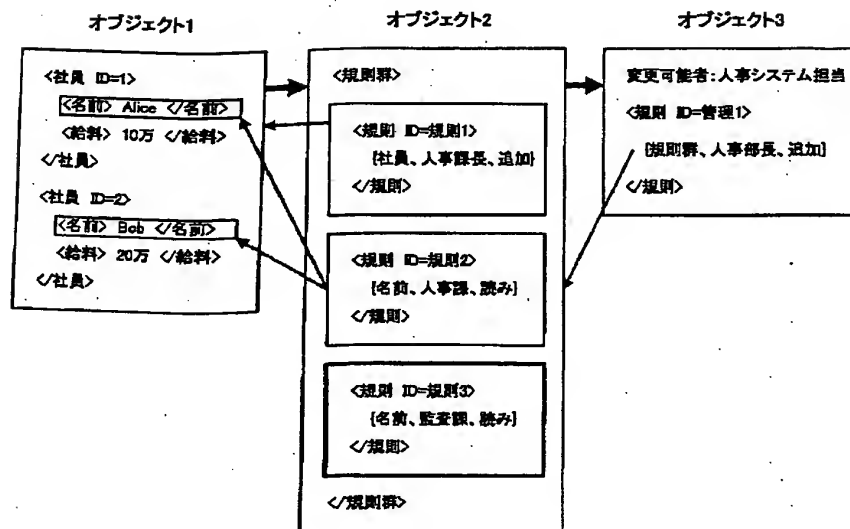 オブジェクト1
<社員 ID=1>
<名前> Alice </名前>
<給料> 10万 </給料>
</社員>
<社員 ID=2>
<名前> Bob </名前>
<給料> 20万 </給料>
</社員>
オブジェクト2
<規則群>
<規則 ID=規則1>
{社員、人事課長、追加}
</規則>
<規則 ID=規則2>
{名前、人事課、読み}
</規則>
<規則 ID=規則3>
{名前、監査課、読み}
</規則>
</規則群>
オブジェクト3
変更可能者:人事システム担当
<規則 ID=管理1>
{規則群、人事部長、追加}
</規則>